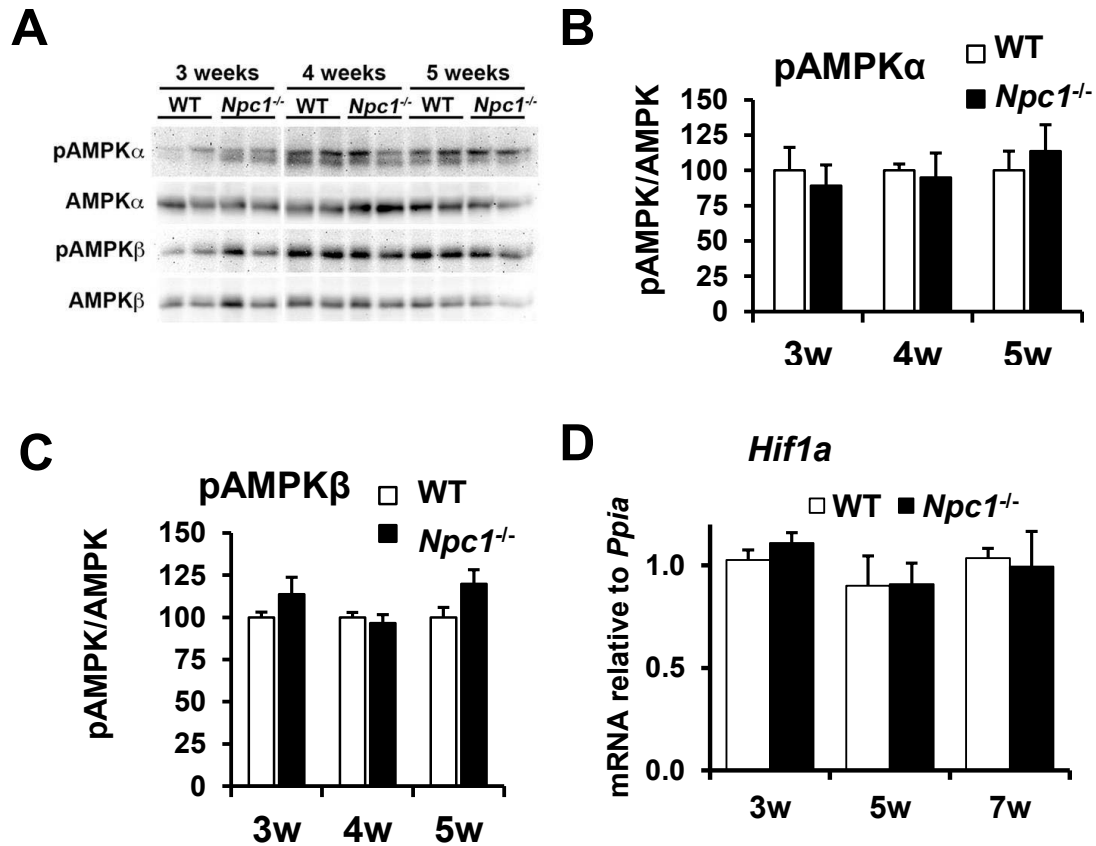 A
3 weeks 4 weeks 5 weeks
WT Npc1-/- WT Npc1-/- WT Npc1-/-
pAMPKα
AMPKα
pAMPKβ
AMPKβ
B
pAMPKα
WT
Npc1-/-
pAMPK/AMPK
150
125
100
75
50
25
0
3w 4w 5w
C
pAMPKβ
WT
Npc1-/-
pAMPK/AMPK
150
125
100
75
50
25
0
3w 4w 5w
D
Hif1a
WT Npc1-/-
mRNA relative to Ppia
1.0
0.5
0.0
3w 5w 7w